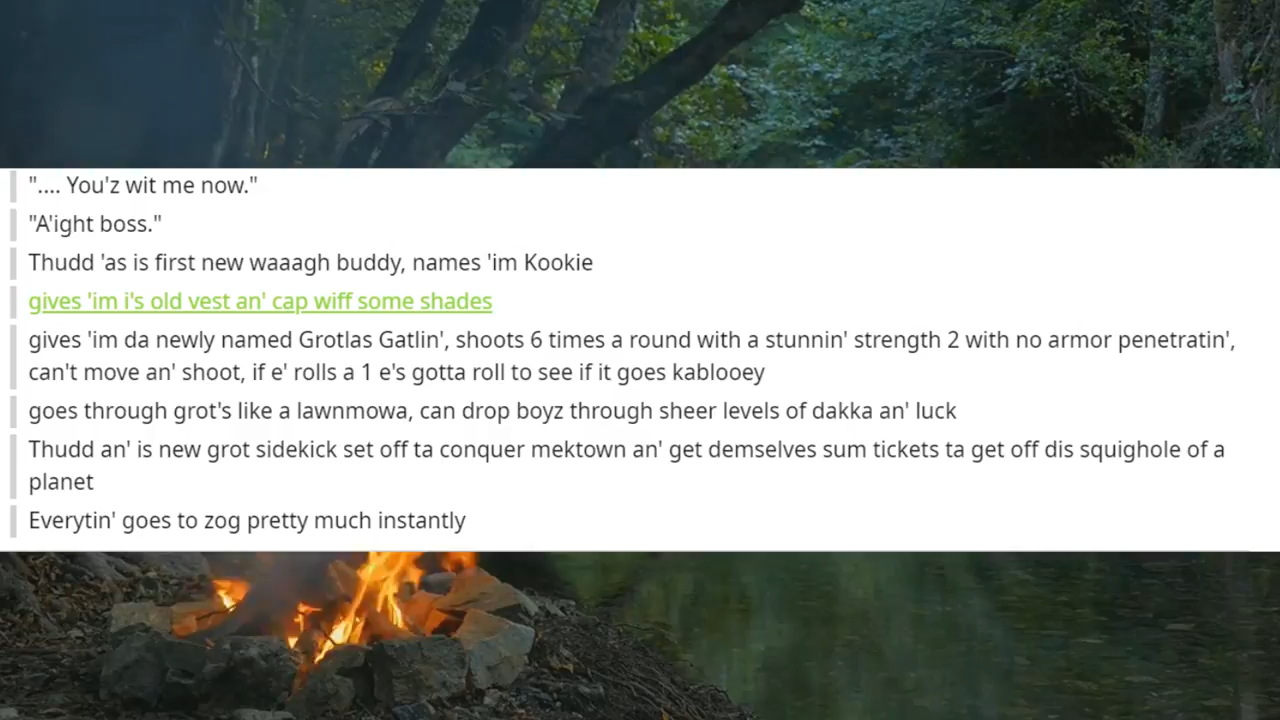 ".... You'z wit me now."
"A'ight boss."
Thudd 'as is first new waaagh buddy, names 'im Kookie
gives 'im i's old vest an' cap wiff some shades
gives 'im da newly named Grotlas Gatlin', shoots 6 times a round with a stunnin' strength 2 with no armor penetratin',
can't move an' shoot, if e' rolls a 1 e's gotta roll to see if it goes kablooey
goes through grot's like a lawnmowa, can drop boyz through sheer levels of dakka an' luck
Thudd an' is new grot sidekick set off ta conquer mektown an' get demselves sum tickets ta get off dis squighole of a
planet
Everytin' goes to zog pretty much instantly